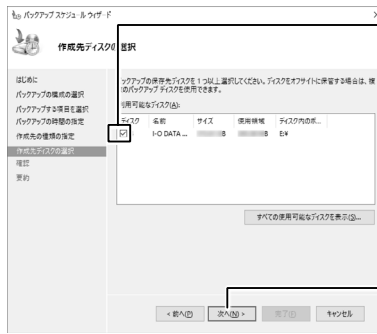 バックアップ スケジュール ウィザード
作成先ディスクの選択
はじめに
バックアップの構成の選択
バックアップする項目を選択
バックアップの時間の指定
作成先の種類の指定
作成先ディスクの選択
確認
要約
ックアップの保存先ディスクを 1 つ以上選択してください。ディスクをオフサイトに保管する場合は、複
のバックアップ ディスクを使用できます。
利用可能なディスク(A):
ディスク 名前 サイズ 使用領域 ディスク内のボ...
I-O DATA ... B B E:¥
すべての使用可能なディスクを表示(S)...
< 前へ(P) 次へ(N) > 完了(F) キャンセル